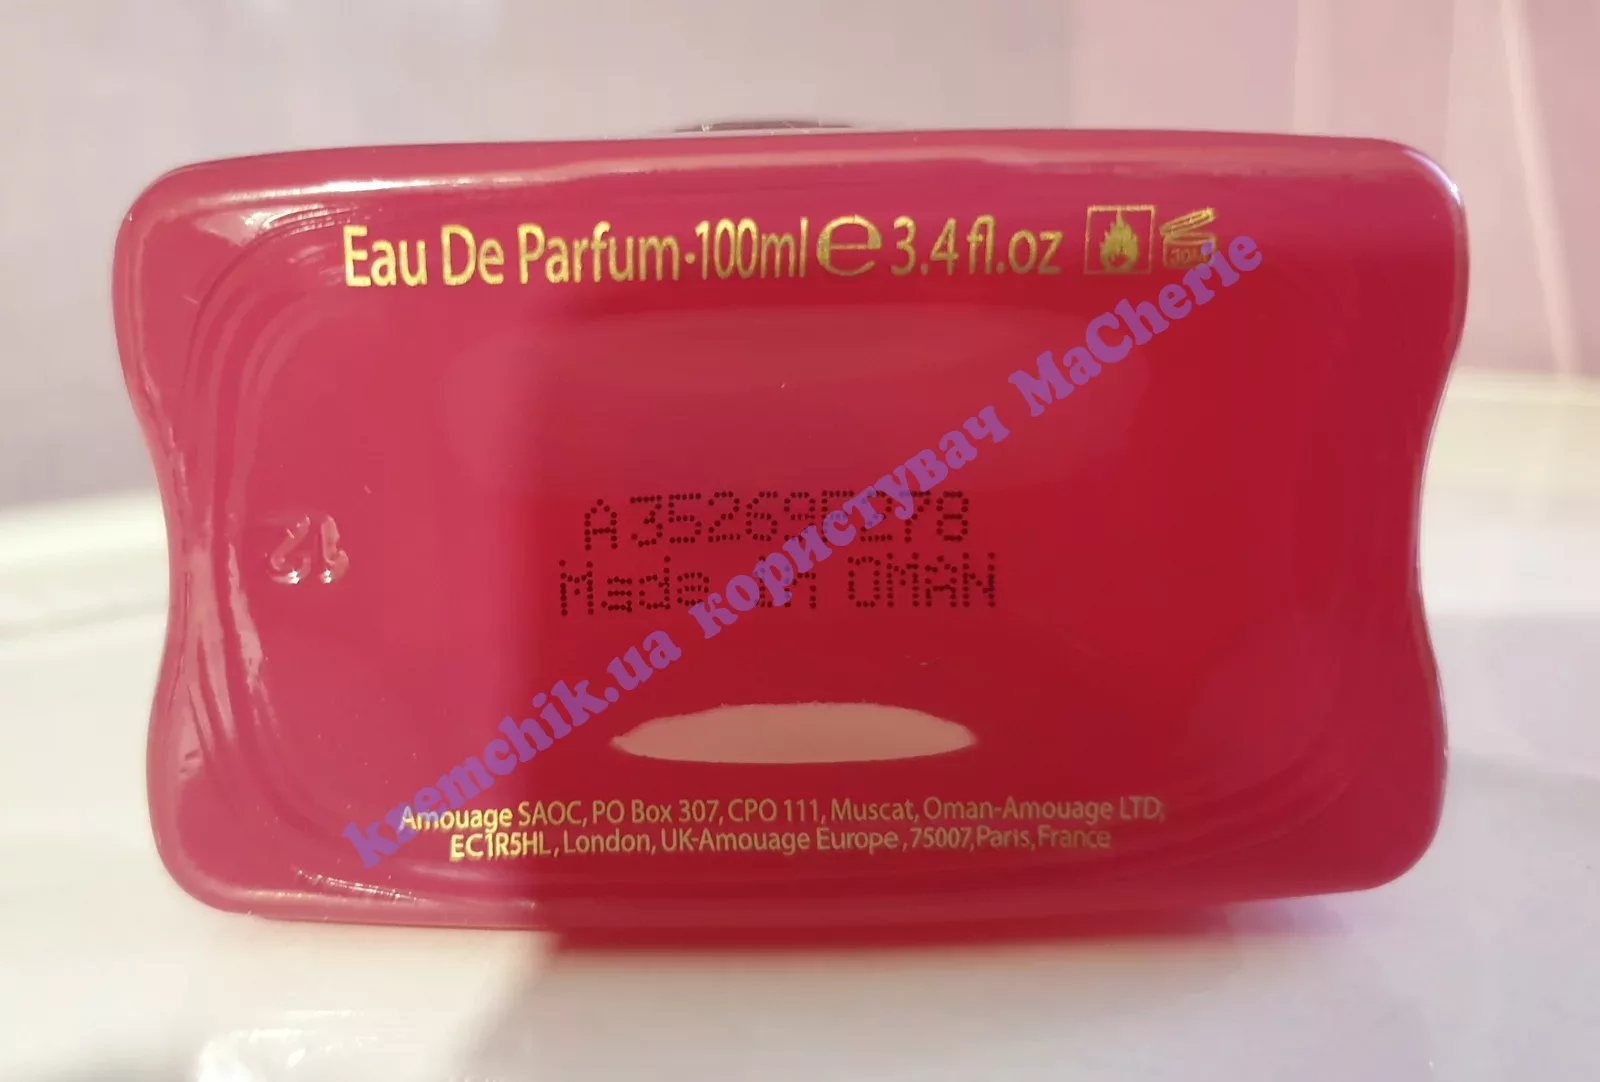 Eau De Parfum·100ml ℮ 3.4 fl.oz
Made in OMAN
12
Amouage SAOC, PO Box 307, CPO 111, Muscat, Oman-Amouage LTD,
EC1R5HL, London, UK-Amouage Europe, 75007, Paris, France
kremchik.ua користувач MaCherie